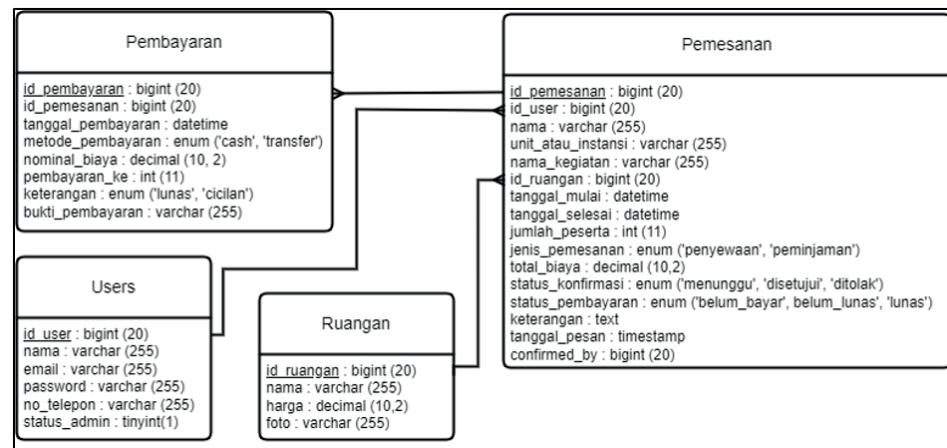 Pembayaran
id_pembayaran : bigint (20)
id_pemesanan : bigint (20)
tanggal_pembayaran : datetime
metode_pembayaran : enum ('cash', 'transfer')
nominal_biaya : decimal (10, 2)
pembayaran_ke : int (11)
keterangan : enum ('lunas', 'cicilan')
bukti_pembayaran : varchar (255)
Pemesanan
id_pemesanan : bigint (20)
id_user : bigint (20)
nama : varchar (255)
unit_atau_instansi : varchar (255)
nama_kegiatan : varchar (255)
id_ruangan : bigint (20)
tanggal_mulai : datetime
tanggal_selesai : datetime
jumlah_peserta : int (11)
jenis_pemesanan : enum ('penyewaan', 'peminjaman')
total_biaya : decimal (10,2)
status_konfirmasi : enum ('menunggu', 'disetujui', 'ditolak')
status_pembayaran : enum ('belum_bayar', belum_lunas', 'lunas')
keterangan : text
tanggal_pesan : timestamp
confirmed_by : bigint (20)
Users
id_user : bigint (20)
nama : varchar (255)
email : varchar (255)
password : varchar (255)
no_telepon : varchar (255)
status_admin : tinyint(1)
Ruangan
id_ruangan : bigint (20)
nama : varchar (255)
harga : decimal (10,2)
foto : varchar (255)